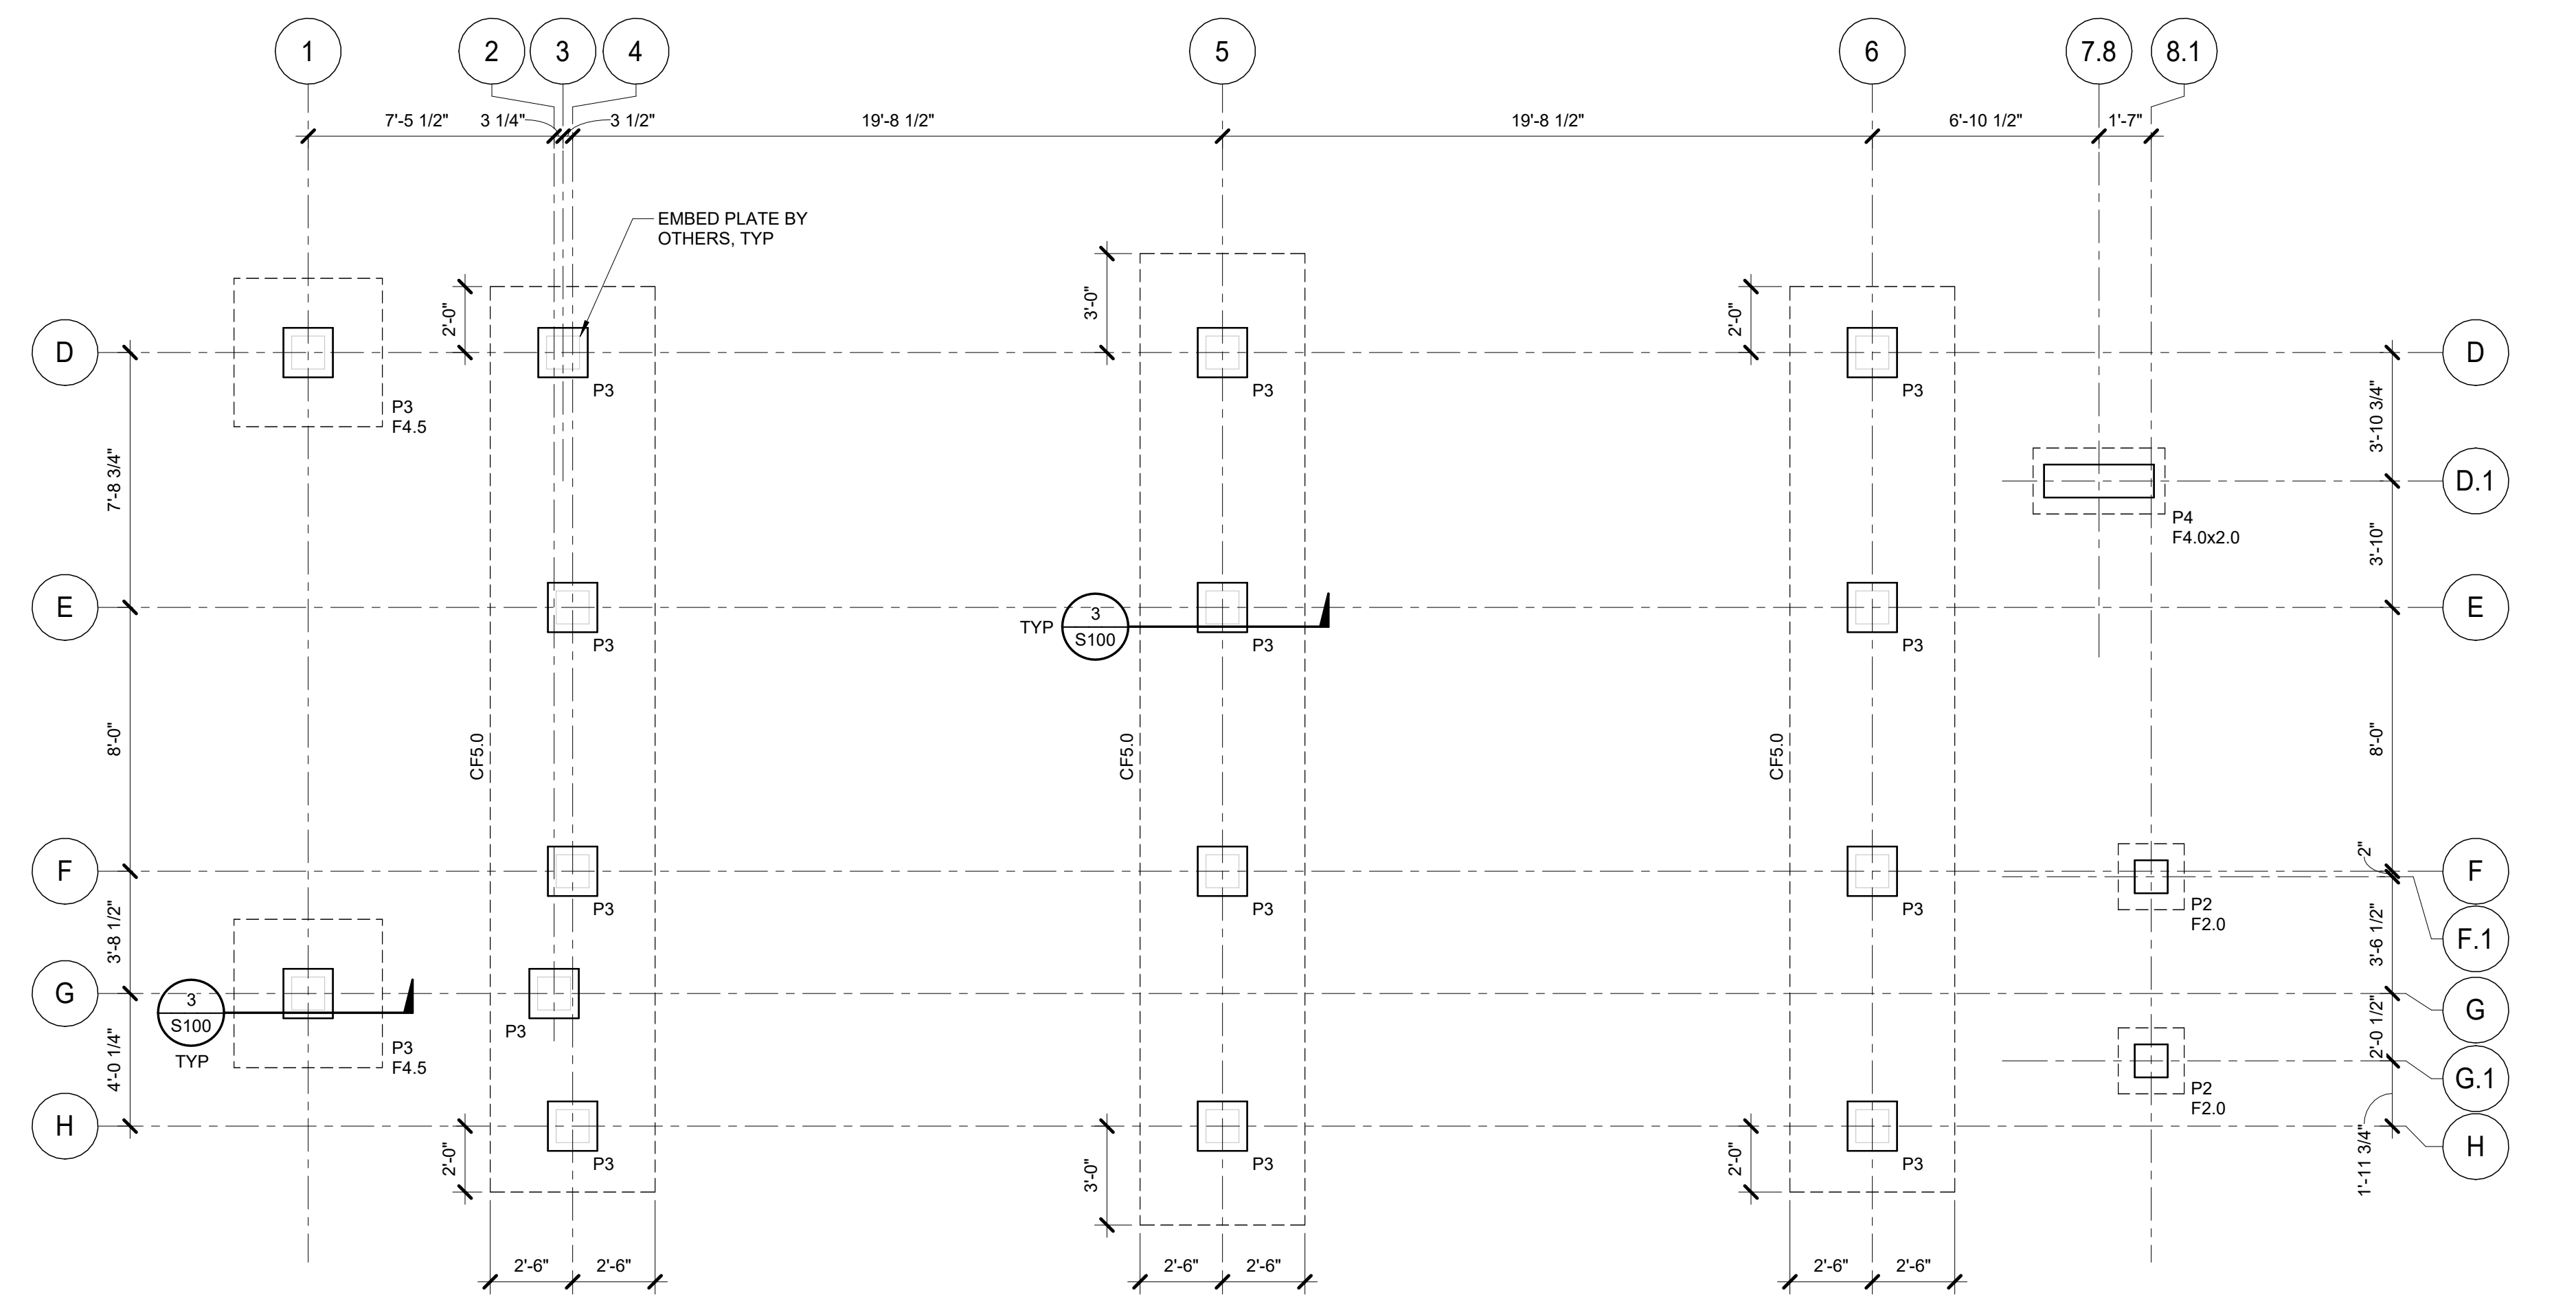 1
2
3
4
5
6
7.8
8.1
7'-5 1/2"
3 1/4"
3 1/2"
19'-8 1/2"
19'-8 1/2"
6'-10 1/2"
1'-7"
EMBED PLATE BY
OTHERS, TYP
2'-0"
3'-0"
2'-0"
D
D
P3
P3
P3
P3
F4.5
3'-10 3/4"
7'-8 3/4"
D.1
P4
F4.0x2.0
3'-10"
E
E
3
S100
TYP
P3
P3
P3
8'-0"
CF5.0
CF5.0
CF5.0
8'-0"
2"
F
F
P3
P3
P3
P2
F2.0
F.1
3'-8 1/2"
3'-6 1/2"
G
G
3
S100
TYP
P3
P3
F4.5
2'-0 1/2"
4'-0 1/4"
G.1
P2
F2.0
H
H
1'-11 3/4"
P3
P3
P3
2'-0"
3'-0"
2'-0"
2'-6"
2'-6"
2'-6"
2'-6"
2'-6"
2'-6"